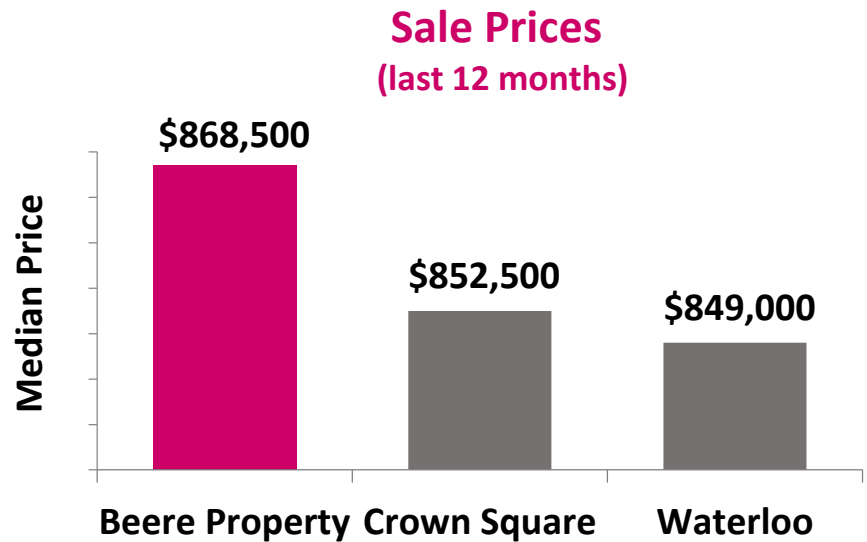 Sale Prices
(last 12 months)
$868,500
$852,500
$849,000
Median Price
Beere Property Crown Square Waterloo